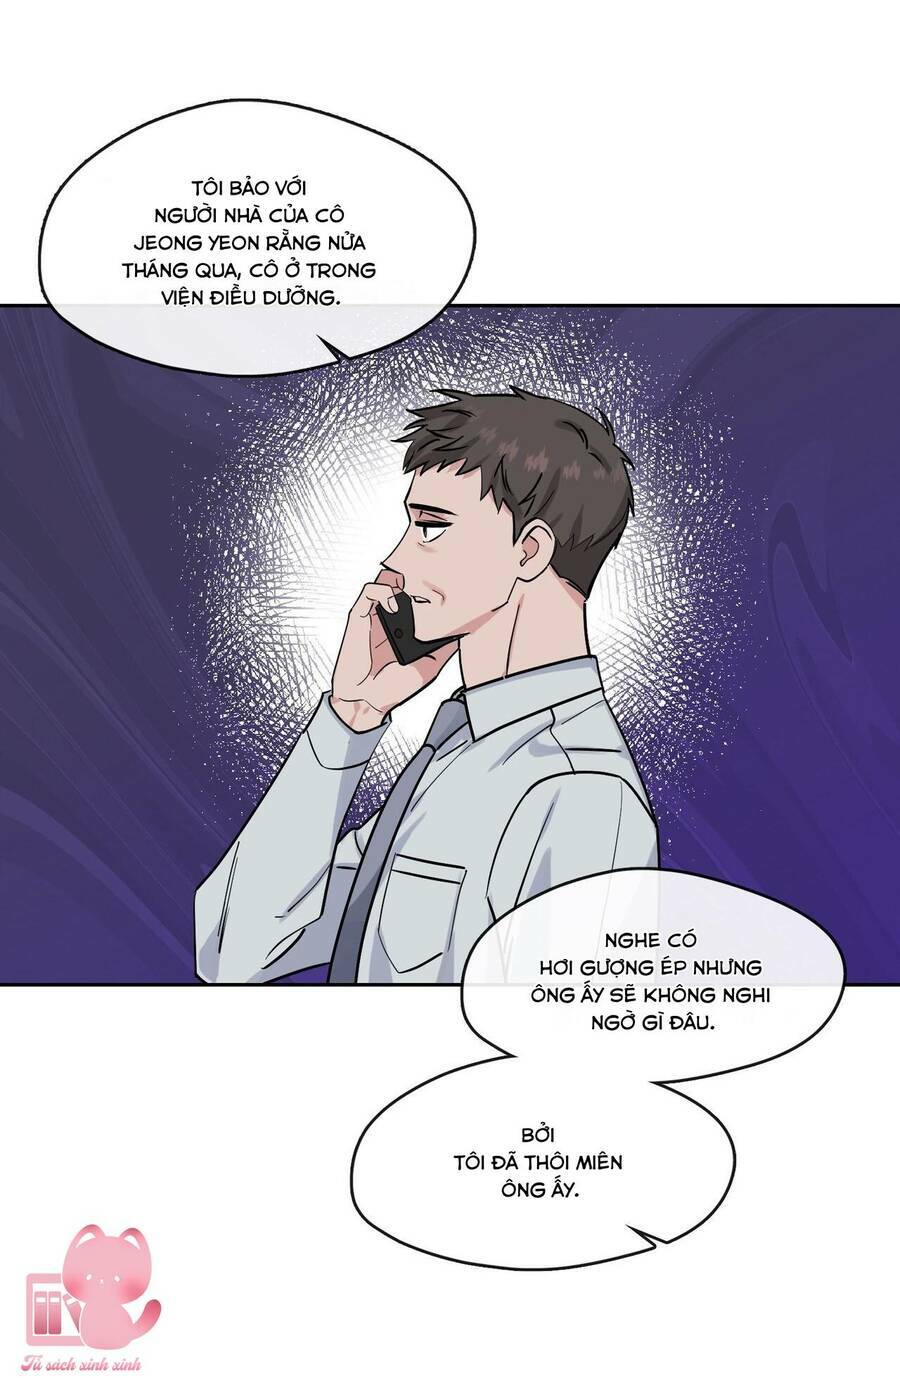 TÔI BẢO VỚI
NGƯỜI NHÀ CỦA CÔ
JEONG YEON RẰNG NỬA
THÁNG QUA, CÔ Ở TRONG
VIỆN ĐIỀU DƯỠNG.
NGHE CÓ
HƠI GƯỢNG ÉP NHƯNG
ÔNG ẤY SẼ KHÔNG NGHI
NGỜ GÌ ĐÂU.
BỞI
TÔI ĐÃ THÔI MIÊN
ÔNG ẤY.
Tủ sách xinh xinh